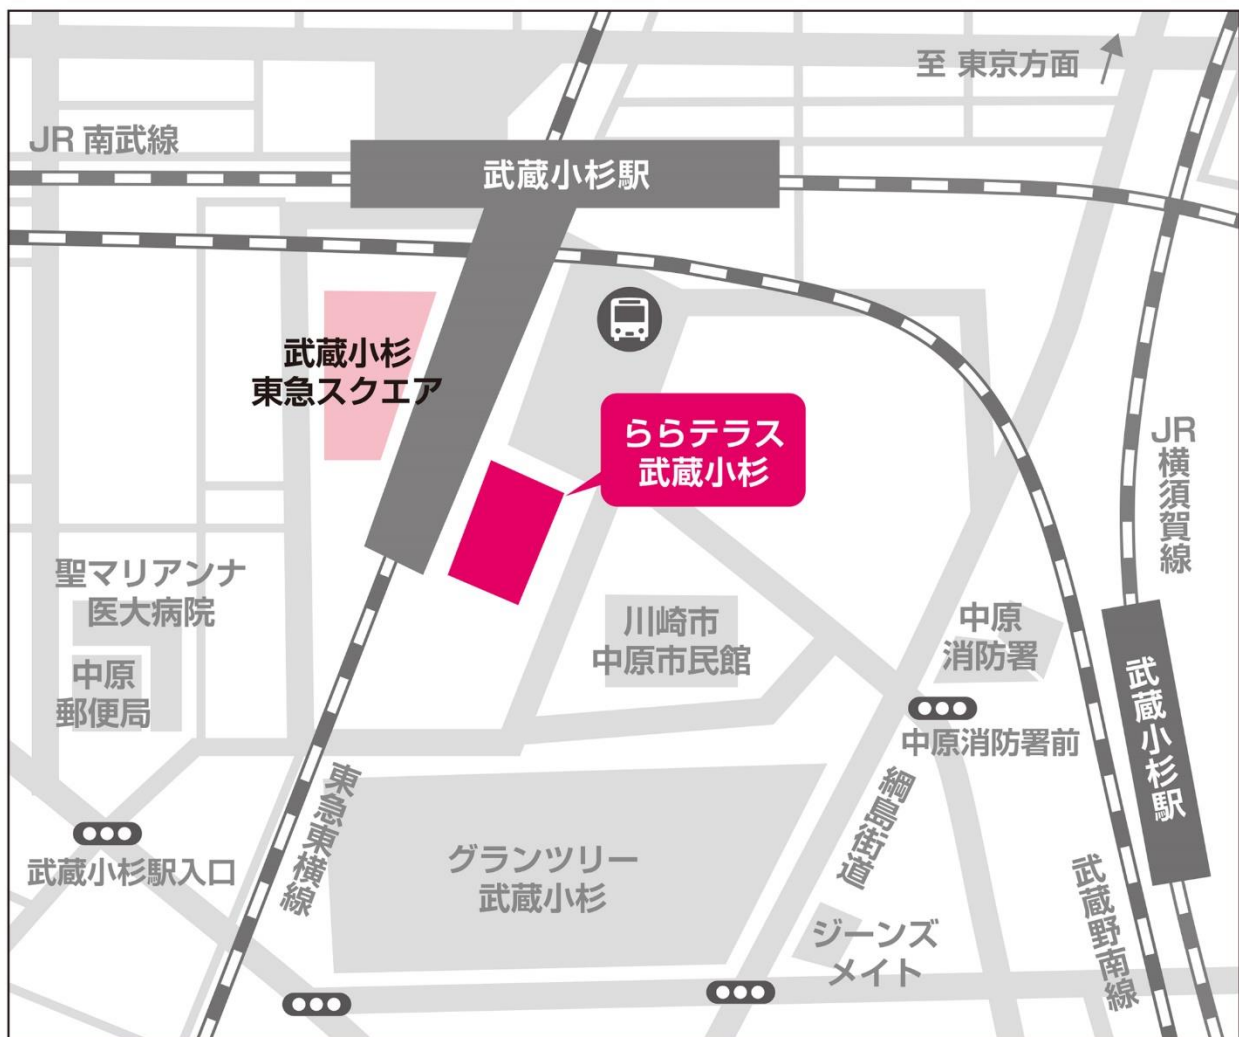 至 東京方面
JR 南武線
武蔵小杉駅
武蔵小杉
東急スクエア
ららテラス
武蔵小杉
JR横須賀線
聖マリアンナ
医大病院
中原
郵便局
川崎市
中原市民館
中原
消防署
中原消防署前
武蔵小杉駅
東急東横線
綱島街道
武蔵小杉駅入口
グランツリー
武蔵小杉
ジーンズ
メイト
武蔵野南線